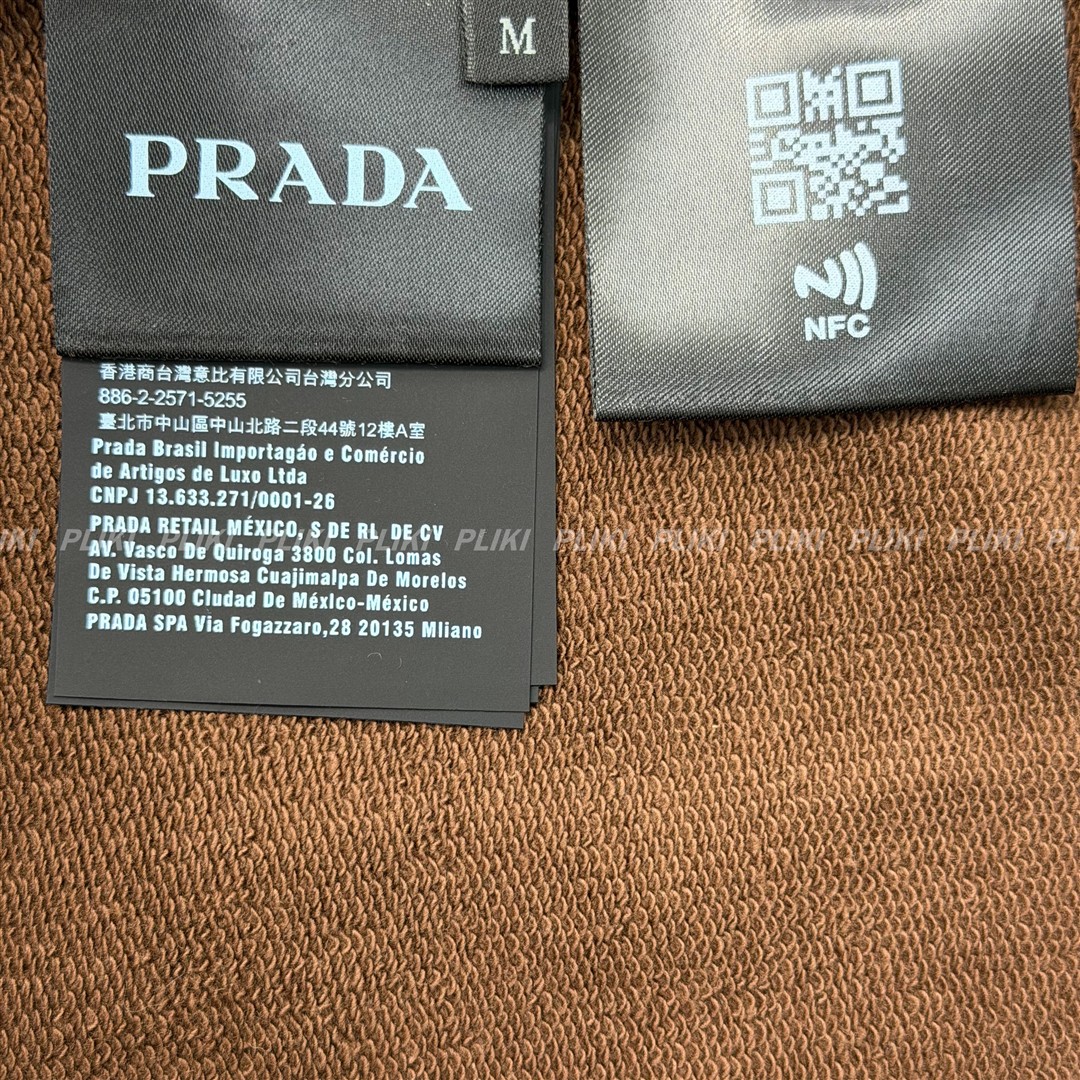 M
PRADA
NFC
香港商台灣意比有限公司台灣分公司
886-2-2571-5255
臺北市中山區中山北路二段44號12樓A室
Prada Brasil Importagáo e Comércio
de Artigos de Luxo Ltda
CNPJ 13.633.271/0001-26
PRADA RETAIL MÉXICO, S DE RL DE CV
AV. Vasco De Quiroga 3800 Col. Lomas
De Vista Hermosa Cuajimalpa De Morelos
C.P. 05100 Cludad De Méxlco-México
PRADA SPA Via Fogazzaro,28 20135 Mliano
IKI PLIKI PLIKI PLIKI PLIKI PLIKI PLIKI PLIKI PLIKI PLIKI PL